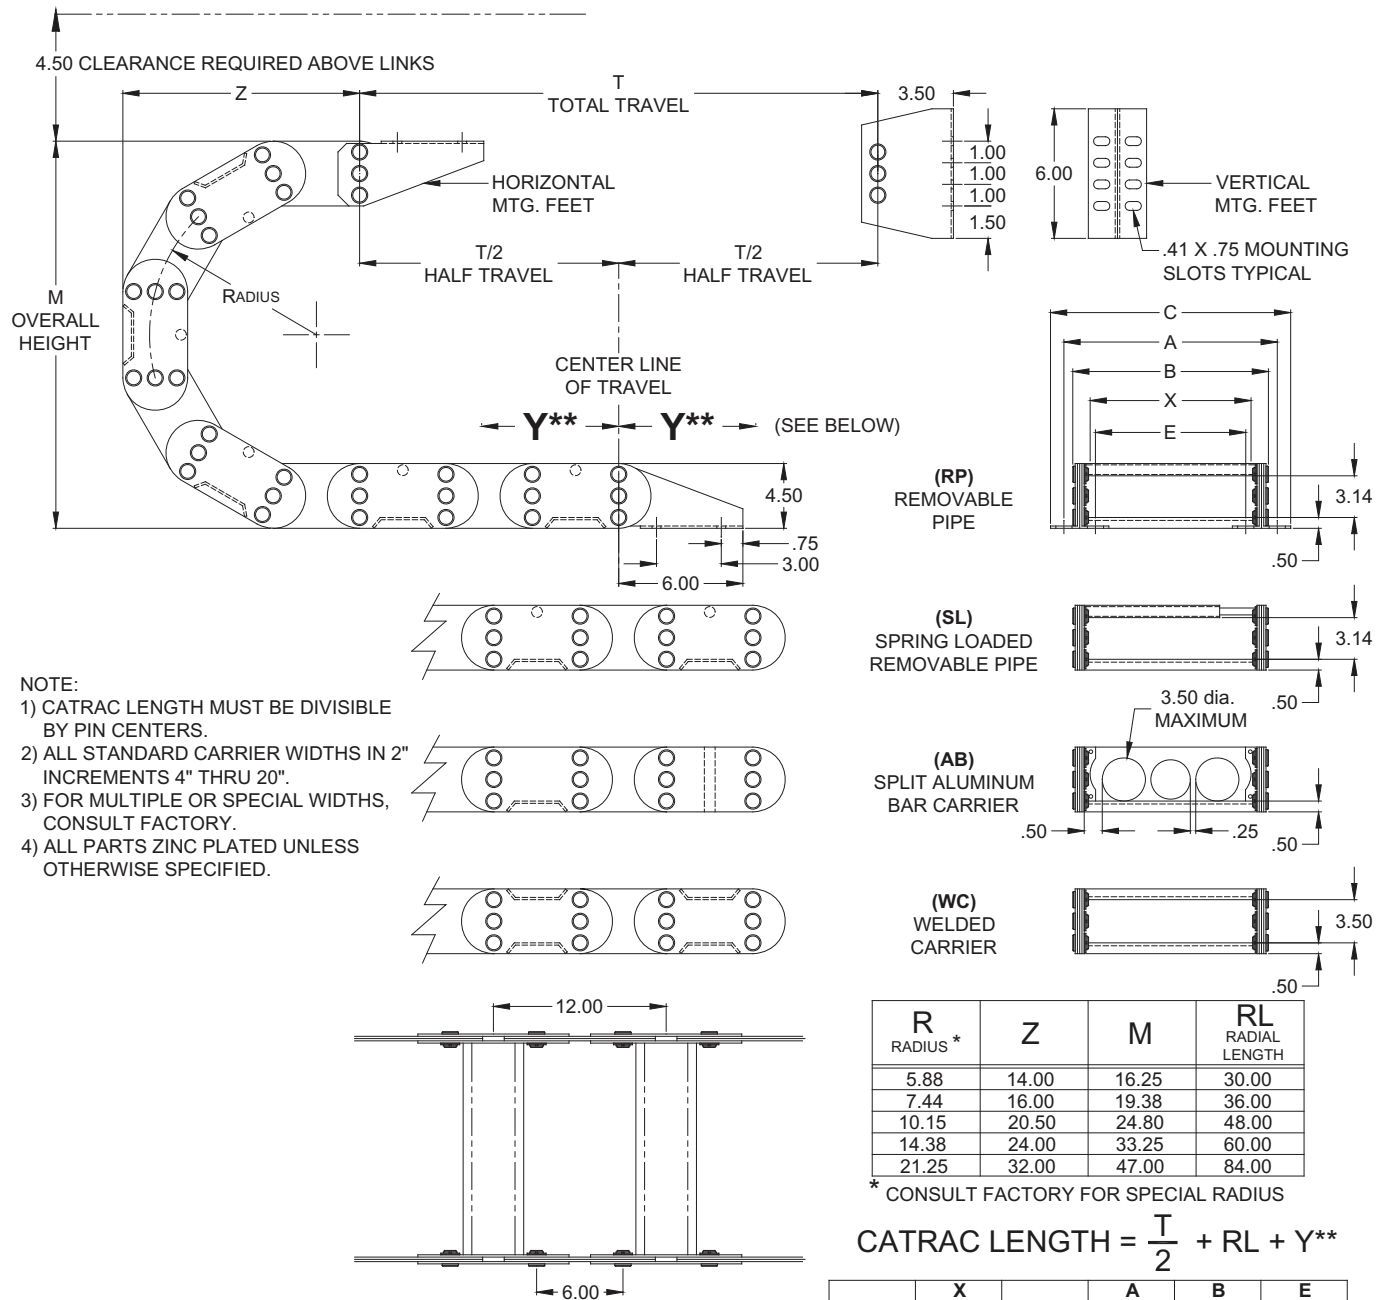 4.50 CLEARANCE REQUIRED ABOVE LINKS
Z
T
TOTAL TRAVEL
3.50
1.00
1.00
1.00
1.50
6.00
HORIZONTAL
MTG. FEET
VERTICAL
MTG. FEET
.41 X .75 MOUNTING
SLOTS TYPICAL
T/2
HALF TRAVEL
T/2
HALF TRAVEL
M
OVERALL
HEIGHT
RADIUS
CENTER LINE
OF TRAVEL
Y**
Y**
(SEE BELOW)
C
A
B
X
E
4.50
.75
3.00
6.00
(RP)
REMOVABLE
PIPE
3.14
.50
(SL)
SPRING LOADED
REMOVABLE PIPE
3.14
.50
NOTE:
1) CATRAC LENGTH MUST BE DIVISIBLE
BY PIN CENTERS.
2) ALL STANDARD CARRIER WIDTHS IN 2"
INCREMENTS 4" THRU 20".
3) FOR MULTIPLE OR SPECIAL WIDTHS,
CONSULT FACTORY.
4) ALL PARTS ZINC PLATED UNLESS
OTHERWISE SPECIFIED.
3.50 dia.
MAXIMUM
(AB)
SPLIT ALUMINUM
BAR CARRIER
.50
.25
.50
(WC)
WELDED
CARRIER
3.50
.50
12.00
6.00
R RADIUS * Z M RL RADIAL LENGTH
5.88 14.00 16.25 30.00
7.44 16.00 19.38 36.00
10.15 20.50 24.80 48.00
14.38 24.00 33.25 60.00
21.25 32.00 47.00 84.00
* CONSULT FACTORY FOR SPECIAL RADIUS
CATRAC LENGTH = T/2 + RL + Y**
X A B E